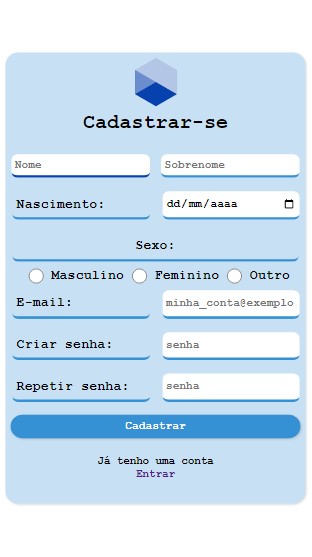 Cadastrar-se
Nome Sobrenome
Nascimento: dd/mm/aaaa
Sexo:
Masculino Feminino Outro
E-mail: minha_conta@exemplo
Criar senha: senha
Repetir senha: senha
Cadastrar
Já tenho uma conta
Entrar